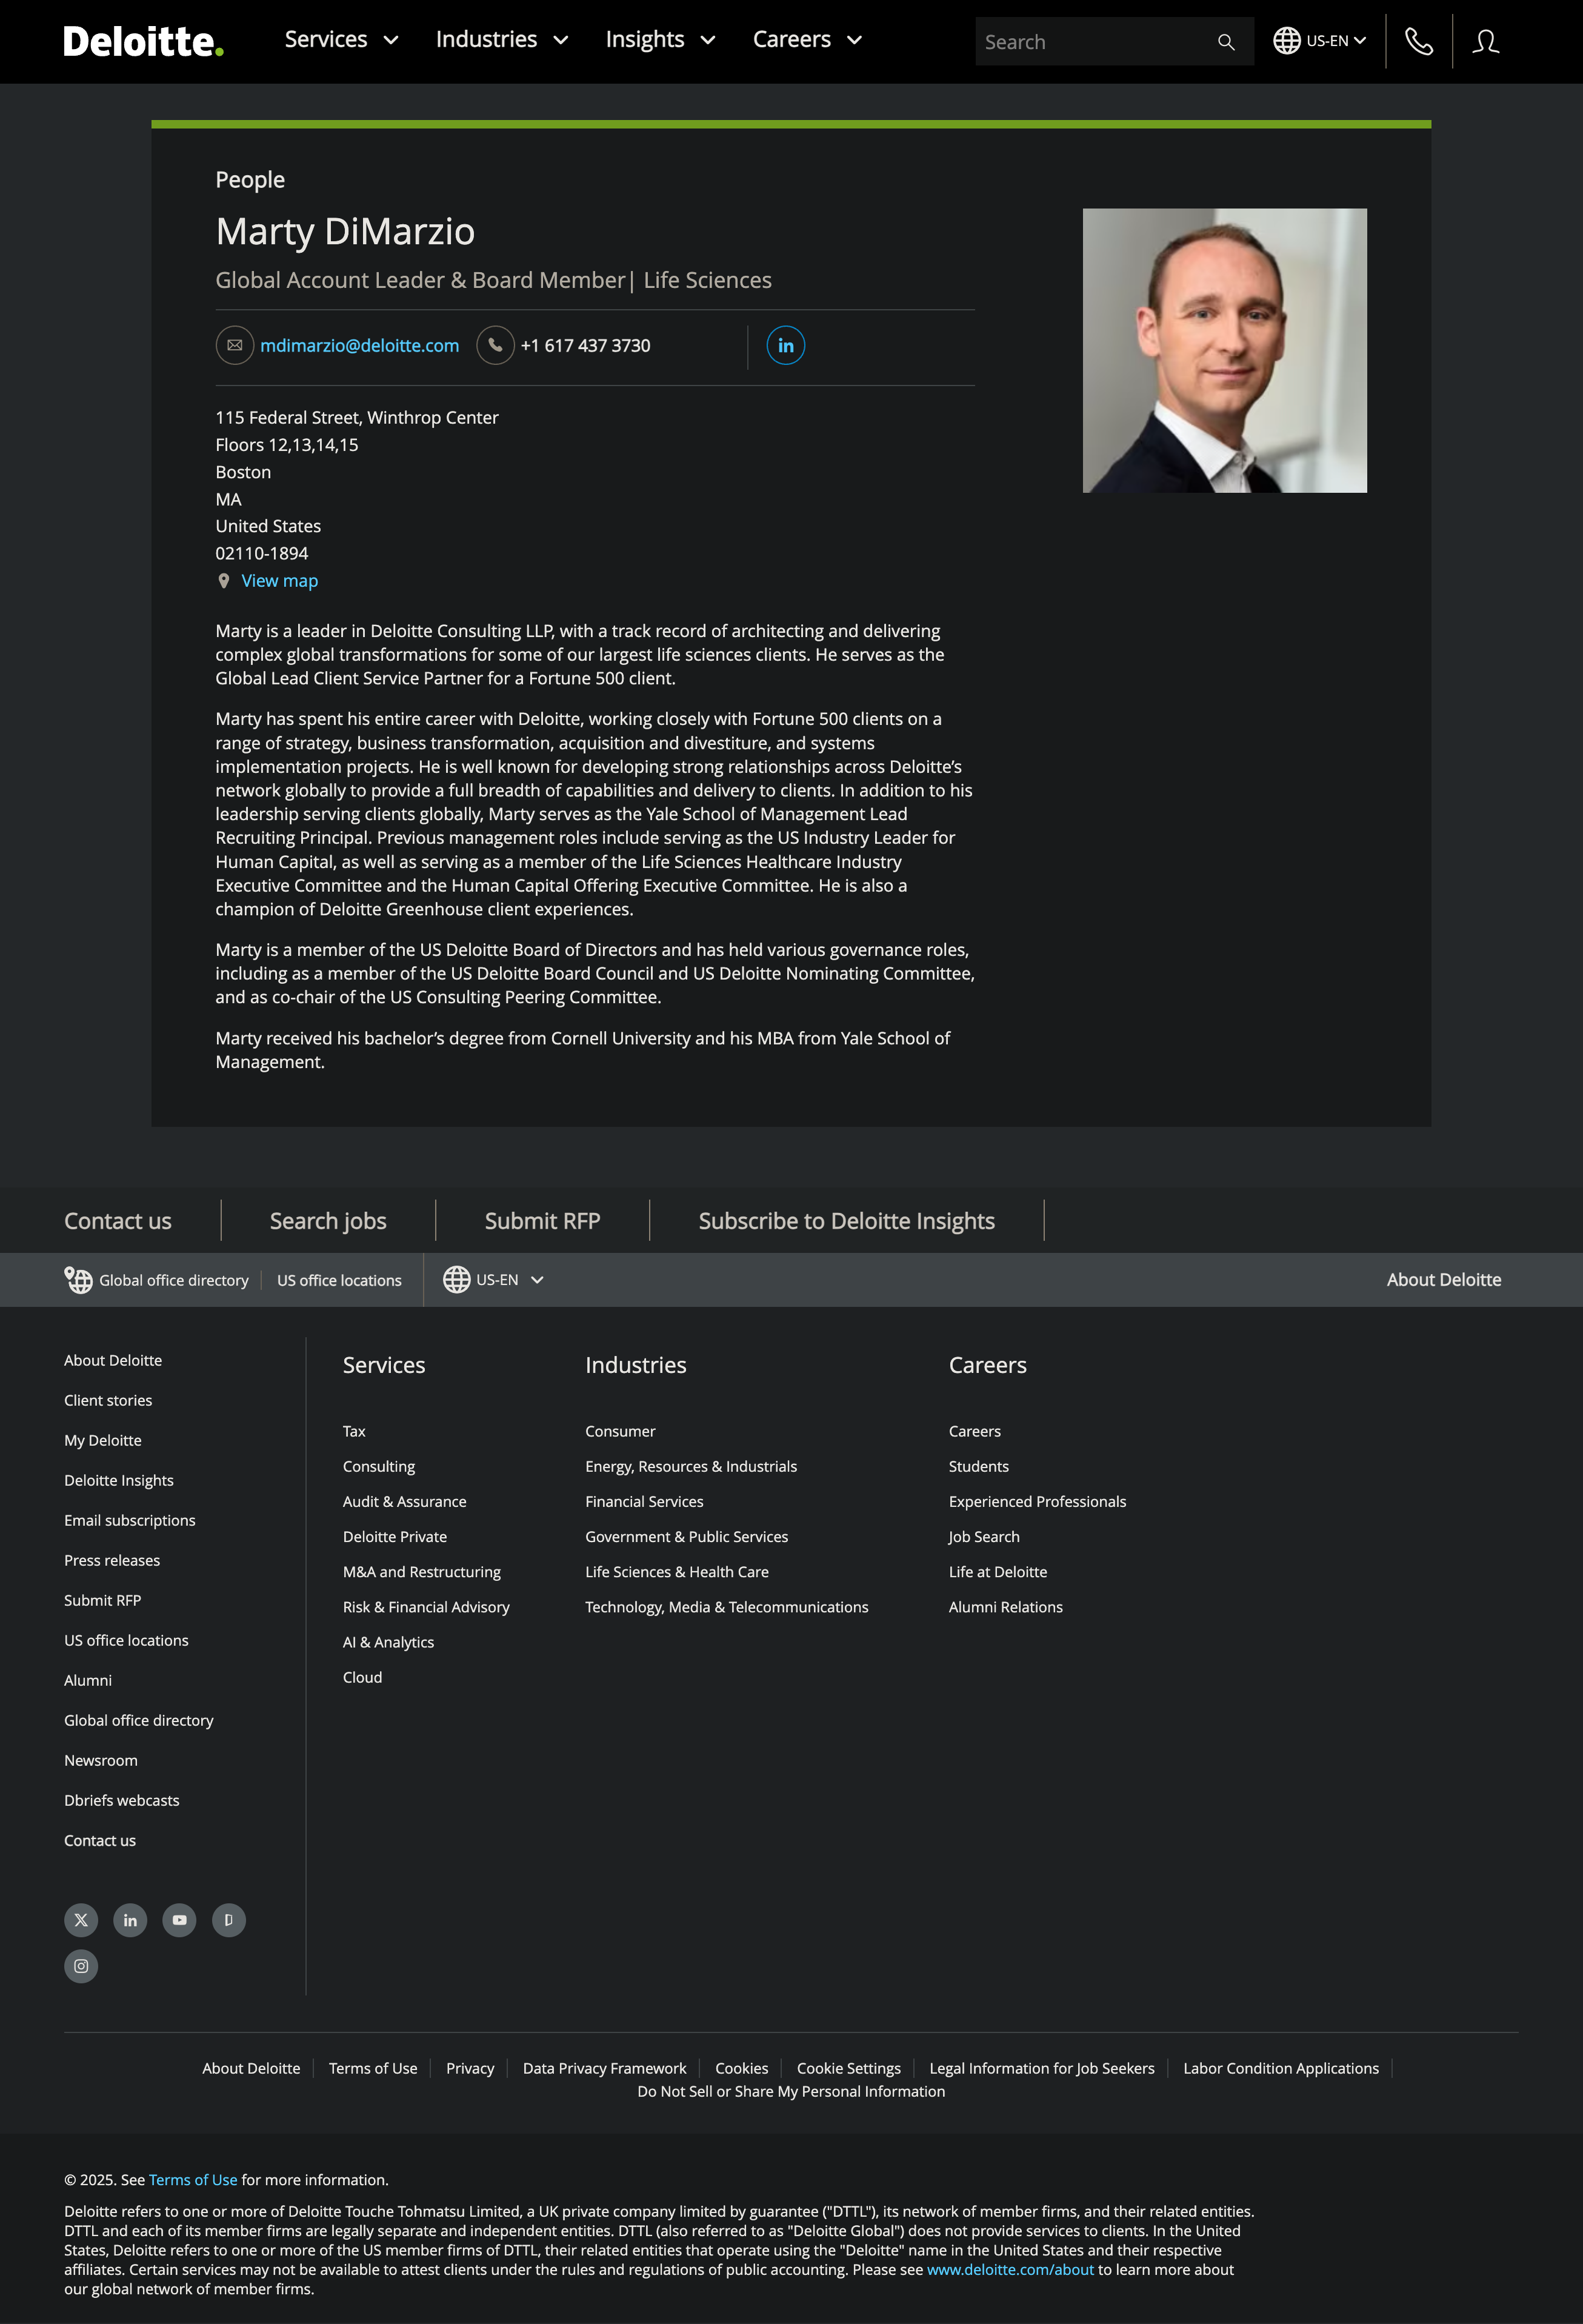 Deloitte.
Services
Industries
Insights
Careers
Search
US-EN
People
Marty DiMarzio
Global Account Leader & Board Member| Life Sciences
mdimarzio@deloitte.com
+1 617 437 3730
in
115 Federal Street, Winthrop Center
Floors 12,13,14,15
Boston
MA
United States
02110-1894
View map
Marty is a leader in Deloitte Consulting LLP, with a track record of architecting and delivering
complex global transformations for some of our largest life sciences clients. He serves as the
Global Lead Client Service Partner for a Fortune 500 client.
Marty has spent his entire career with Deloitte, working closely with Fortune 500 clients on a
range of strategy, business transformation, acquisition and divestiture, and systems
implementation projects. He is well known for developing strong relationships across Deloitte’s
network globally to provide a full breadth of capabilities and delivery to clients. In addition to his
leadership serving clients globally, Marty serves as the Yale School of Management Lead
Recruiting Principal. Previous management roles include serving as the US Industry Leader for
Human Capital, as well as serving as a member of the Life Sciences Healthcare Industry
Executive Committee and the Human Capital Offering Executive Committee. He is also a
champion of Deloitte Greenhouse client experiences.
Marty is a member of the US Deloitte Board of Directors and has held various governance roles,
including as a member of the US Deloitte Board Council and US Deloitte Nominating Committee,
and as co-chair of the US Consulting Peering Committee.
Marty received his bachelor’s degree from Cornell University and his MBA from Yale School of
Management.
Contact us
Search jobs
Submit RFP
Subscribe to Deloitte Insights
Global office directory
US office locations
US-EN
About Deloitte
About Deloitte
Client stories
My Deloitte
Deloitte Insights
Email subscriptions
Press releases
Submit RFP
US office locations
Alumni
Global office directory
Newsroom
Dbriefs webcasts
Contact us
X
in
Services
Tax
Consulting
Audit & Assurance
Deloitte Private
M&A and Restructuring
Risk & Financial Advisory
AI & Analytics
Cloud
Industries
Consumer
Energy, Resources & Industrials
Financial Services
Government & Public Services
Life Sciences & Health Care
Technology, Media & Telecommunications
Careers
Careers
Students
Experienced Professionals
Job Search
Life at Deloitte
Alumni Relations
About Deloitte
Terms of Use
Privacy
Data Privacy Framework
Cookies
Cookie Settings
Legal Information for Job Seekers
Labor Condition Applications
Do Not Sell or Share My Personal Information
© 2025. See Terms of Use for more information.
Deloitte refers to one or more of Deloitte Touche Tohmatsu Limited, a UK private company limited by guarantee ("DTTL"), its network of member firms, and their related entities.
DTTL and each of its member firms are legally separate and independent entities. DTTL (also referred to as "Deloitte Global") does not provide services to clients. In the United
States, Deloitte refers to one or more of the US member firms of DTTL, their related entities that operate using the "Deloitte" name in the United States and their respective
affiliates. Certain services may not be available to attest clients under the rules and regulations of public accounting. Please see www.deloitte.com/about to learn more about
our global network of member firms.